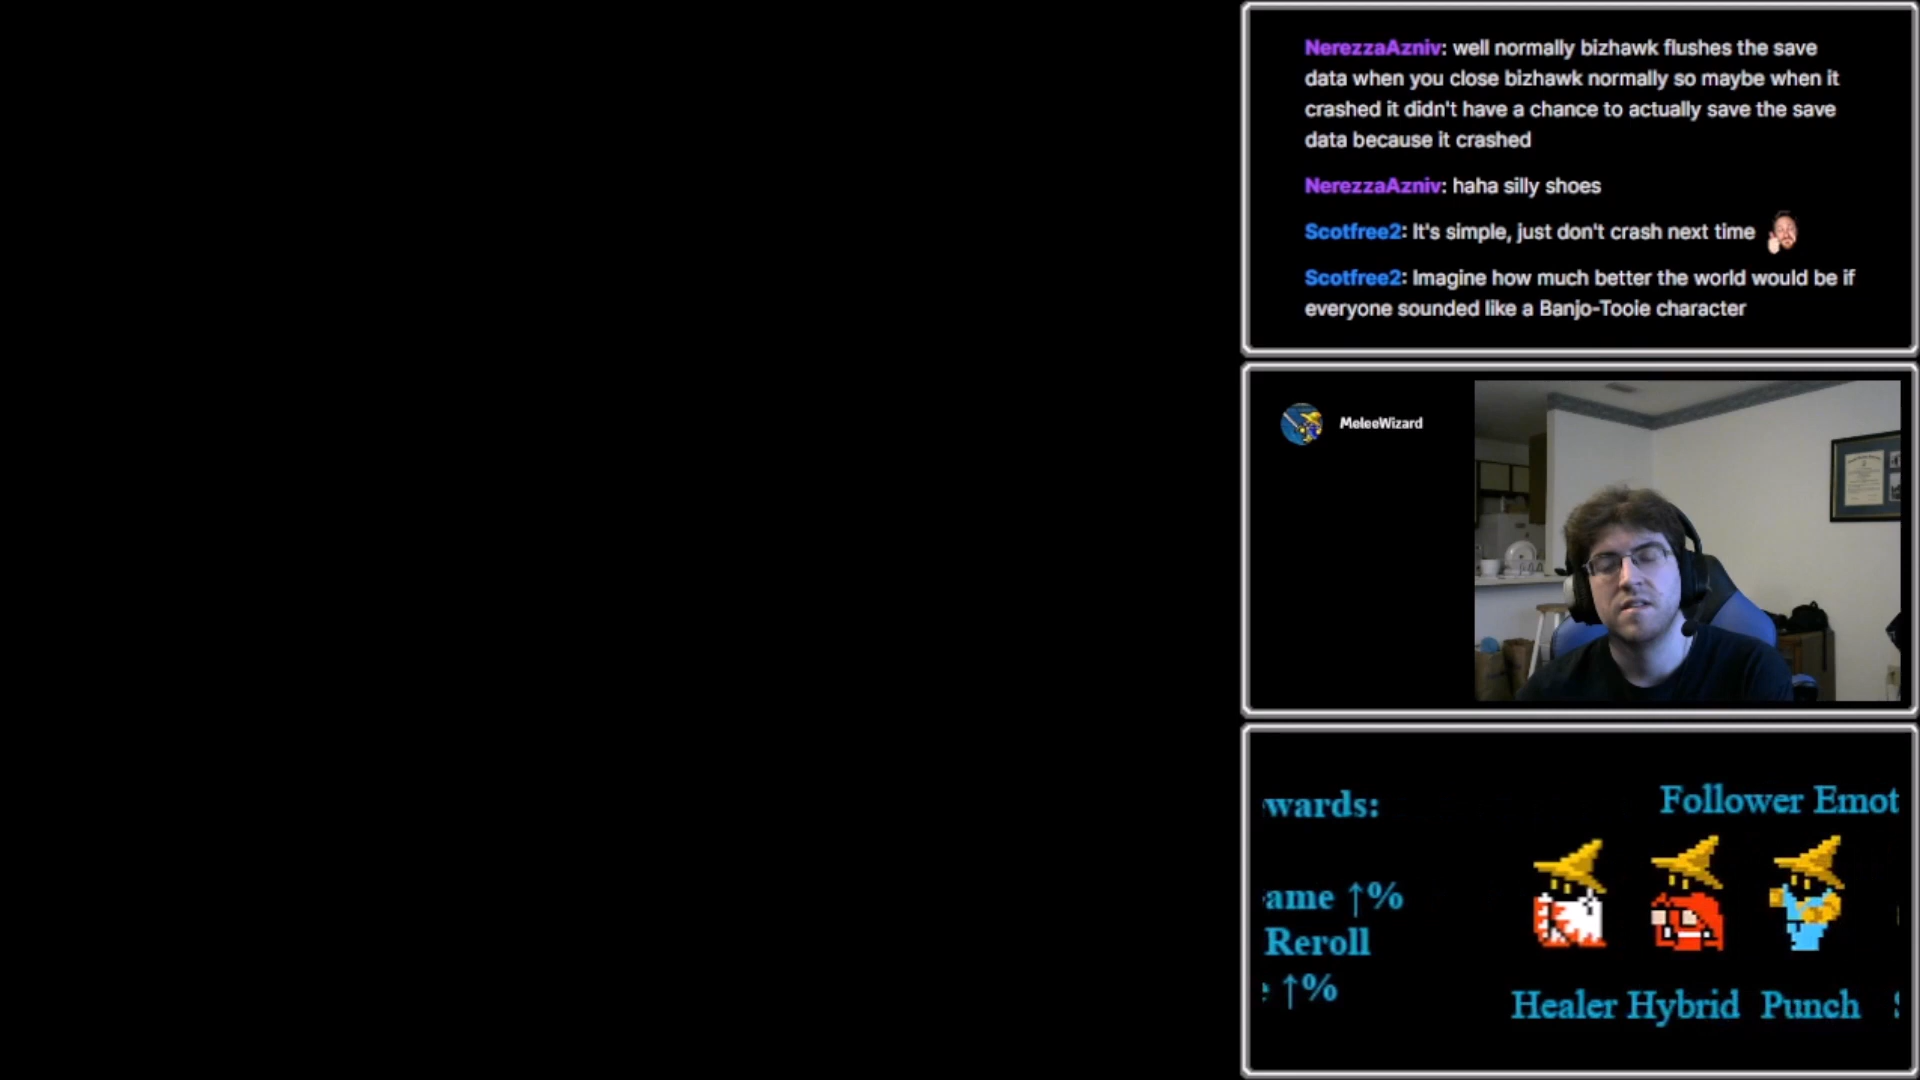 NerezzaAzniv: well normally bizhawk flushes the save
data when you close bizhawk normally so maybe when it
crashed it didn't have a chance to actually save the save
data because it crashed
NerezzaAzniv: haha silly shoes
Scotfree2: It's simple, just don't crash next time
Scotfree2: Imagine how much better the world would be if
everyone sounded like a Banjo-Tooie character
MeleeWizard
wards:
ame ↑%
Reroll
e ↑%
Follower Emot
Healer Hybrid Punch